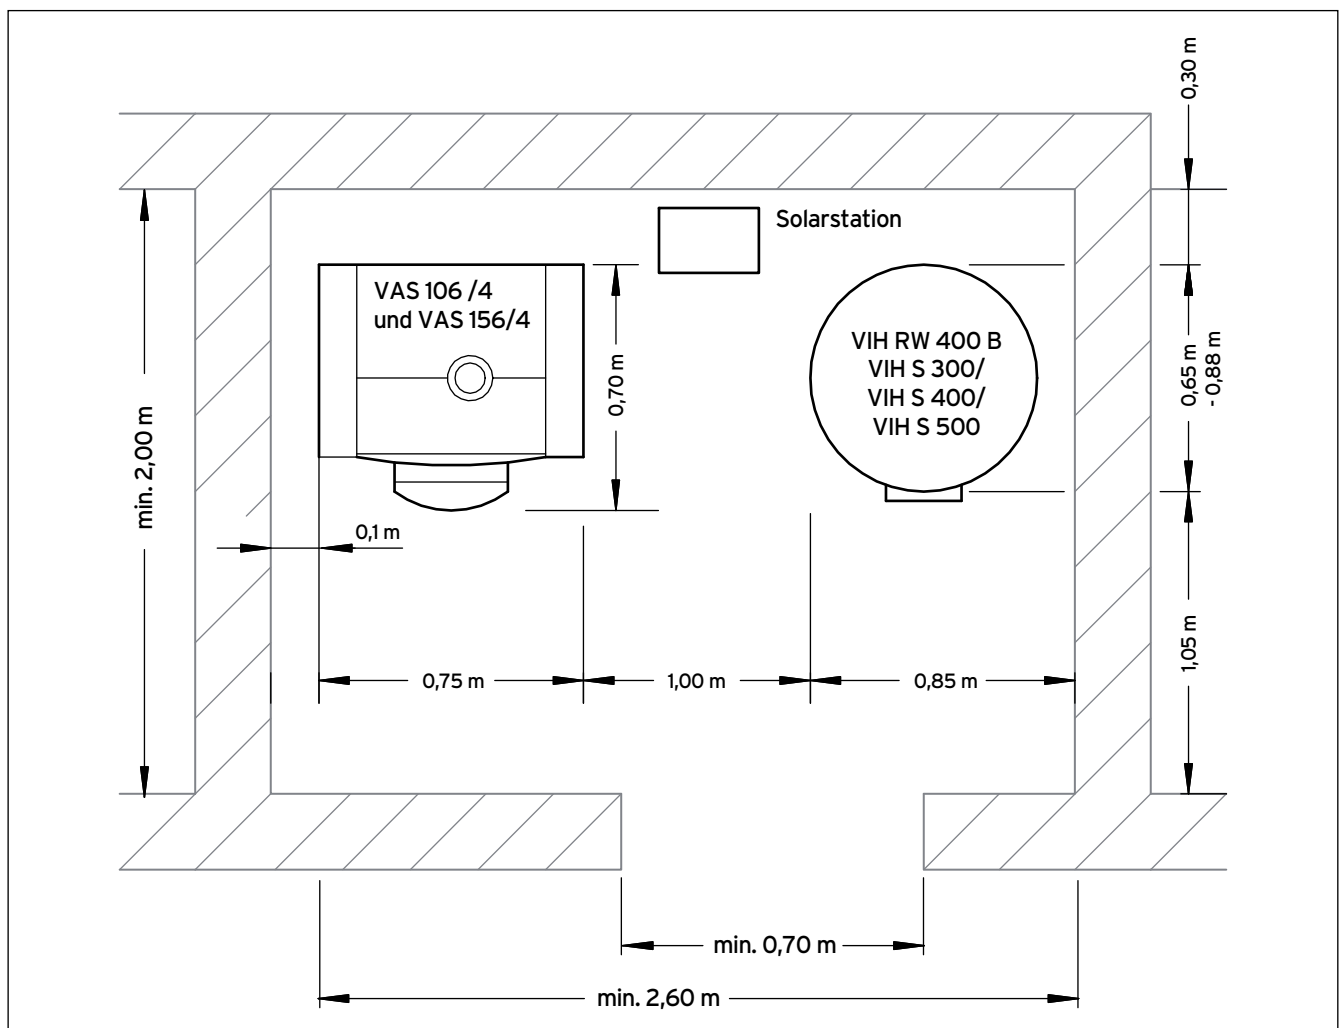 0,30 m
Solarstation
VAS 106 /4
und VAS 156/4
VIH RW 400 B
VIH S 300/
VIH S 400/
VIH S 500
0,70 m
0,65 m
- 0,88 m
min. 2,00 m
0,1 m
1,05 m
0,75 m
1,00 m
0,85 m
min. 0,70 m
min. 2,60 m